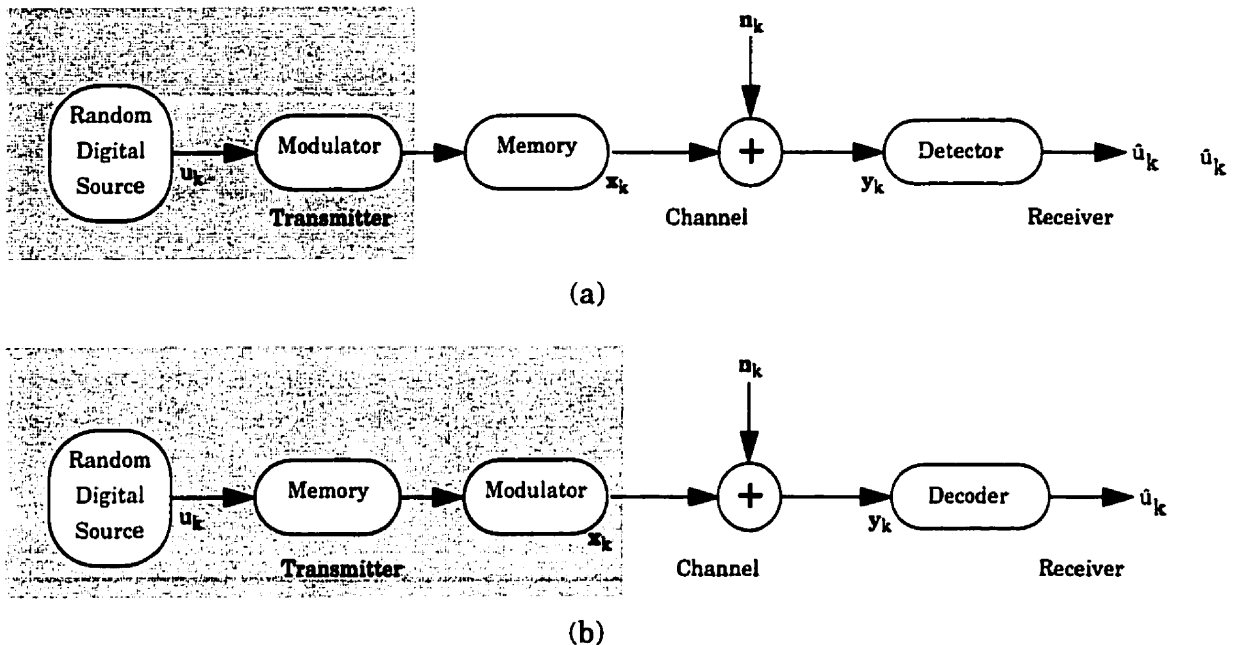 n_k
Random
Digital
Source
u_k
Modulator
Memory
x_k
+
y_k
Detector
û_k û_k
Transmitter
Channel
Receiver
(a)
n_k
Random
Digital
Source
u_k
Memory
Modulator
x_k
+
y_k
Decoder
û_k
Transmitter
Channel
Receiver
(b)